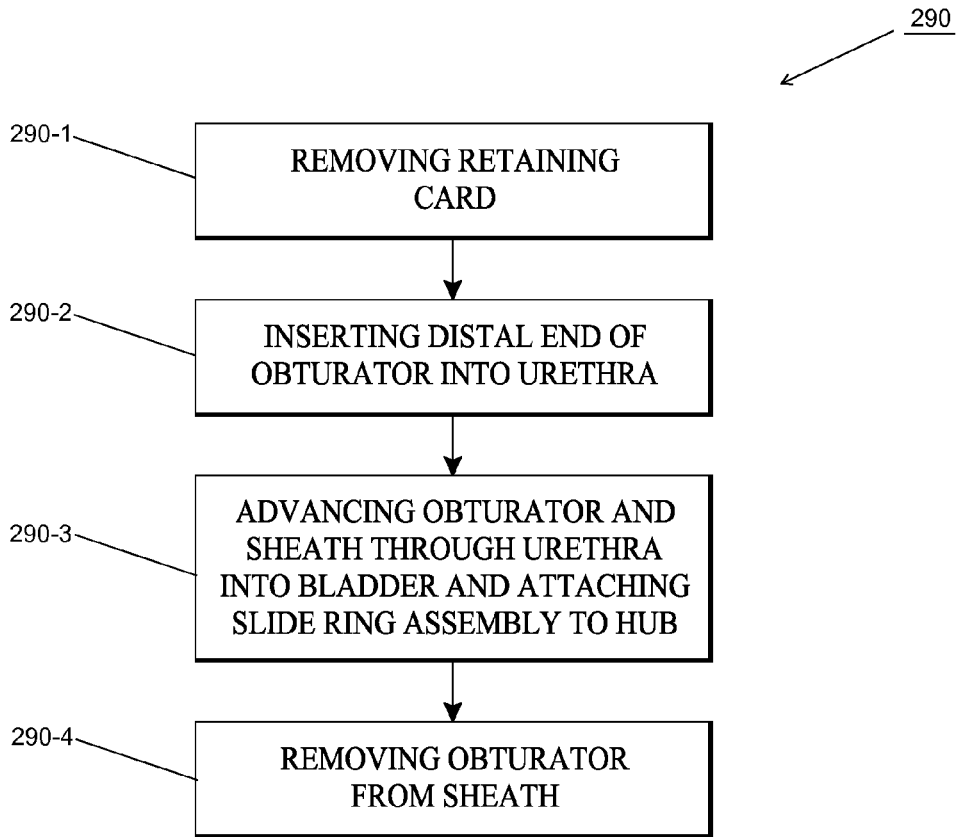 290
290-1
REMOVING RETAINING
CARD
290-2
INSERTING DISTAL END OF
OBTURATOR INTO URETHRA
290-3
ADVANCING OBTURATOR AND
SHEATH THROUGH URETHRA
INTO BLADDER AND ATTACHING
SLIDE RING ASSEMBLY TO HUB
290-4
REMOVING OBTURATOR
FROM SHEATH